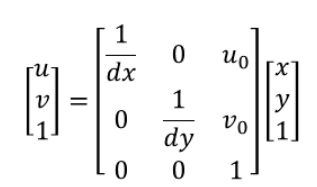 [u v 1] = [1/dx 0 u₀ 0 1/dy v₀ 0 0 1] [x y 1]